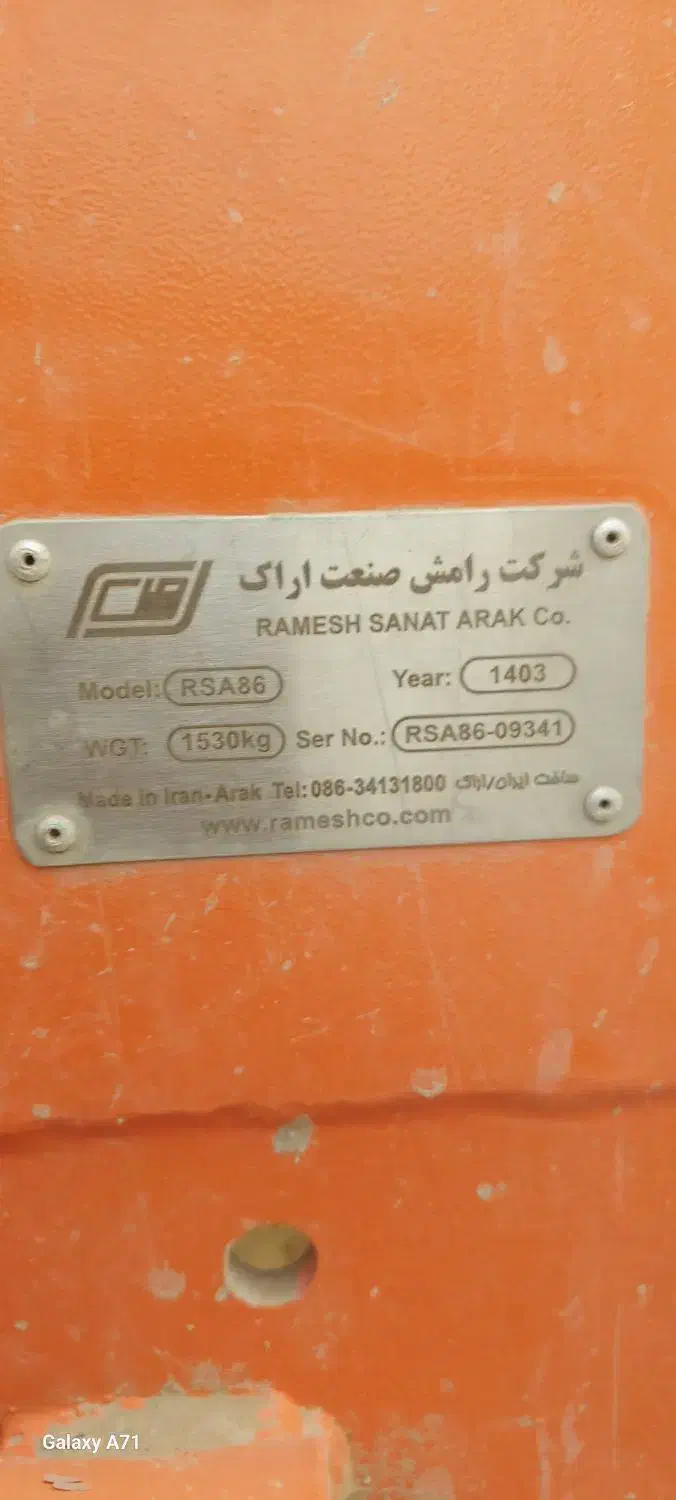 شرکت رامش صنعت اراک
RAMESH SANAT ARAK Co.
Model: RSA86 Year: 1403
WGT: 1530kg Ser No.: RSA86-09341
Made in Iran-Arak Tel:086-34131800 ساخت ایران/اراک
www.rameshco.com
Galaxy A71